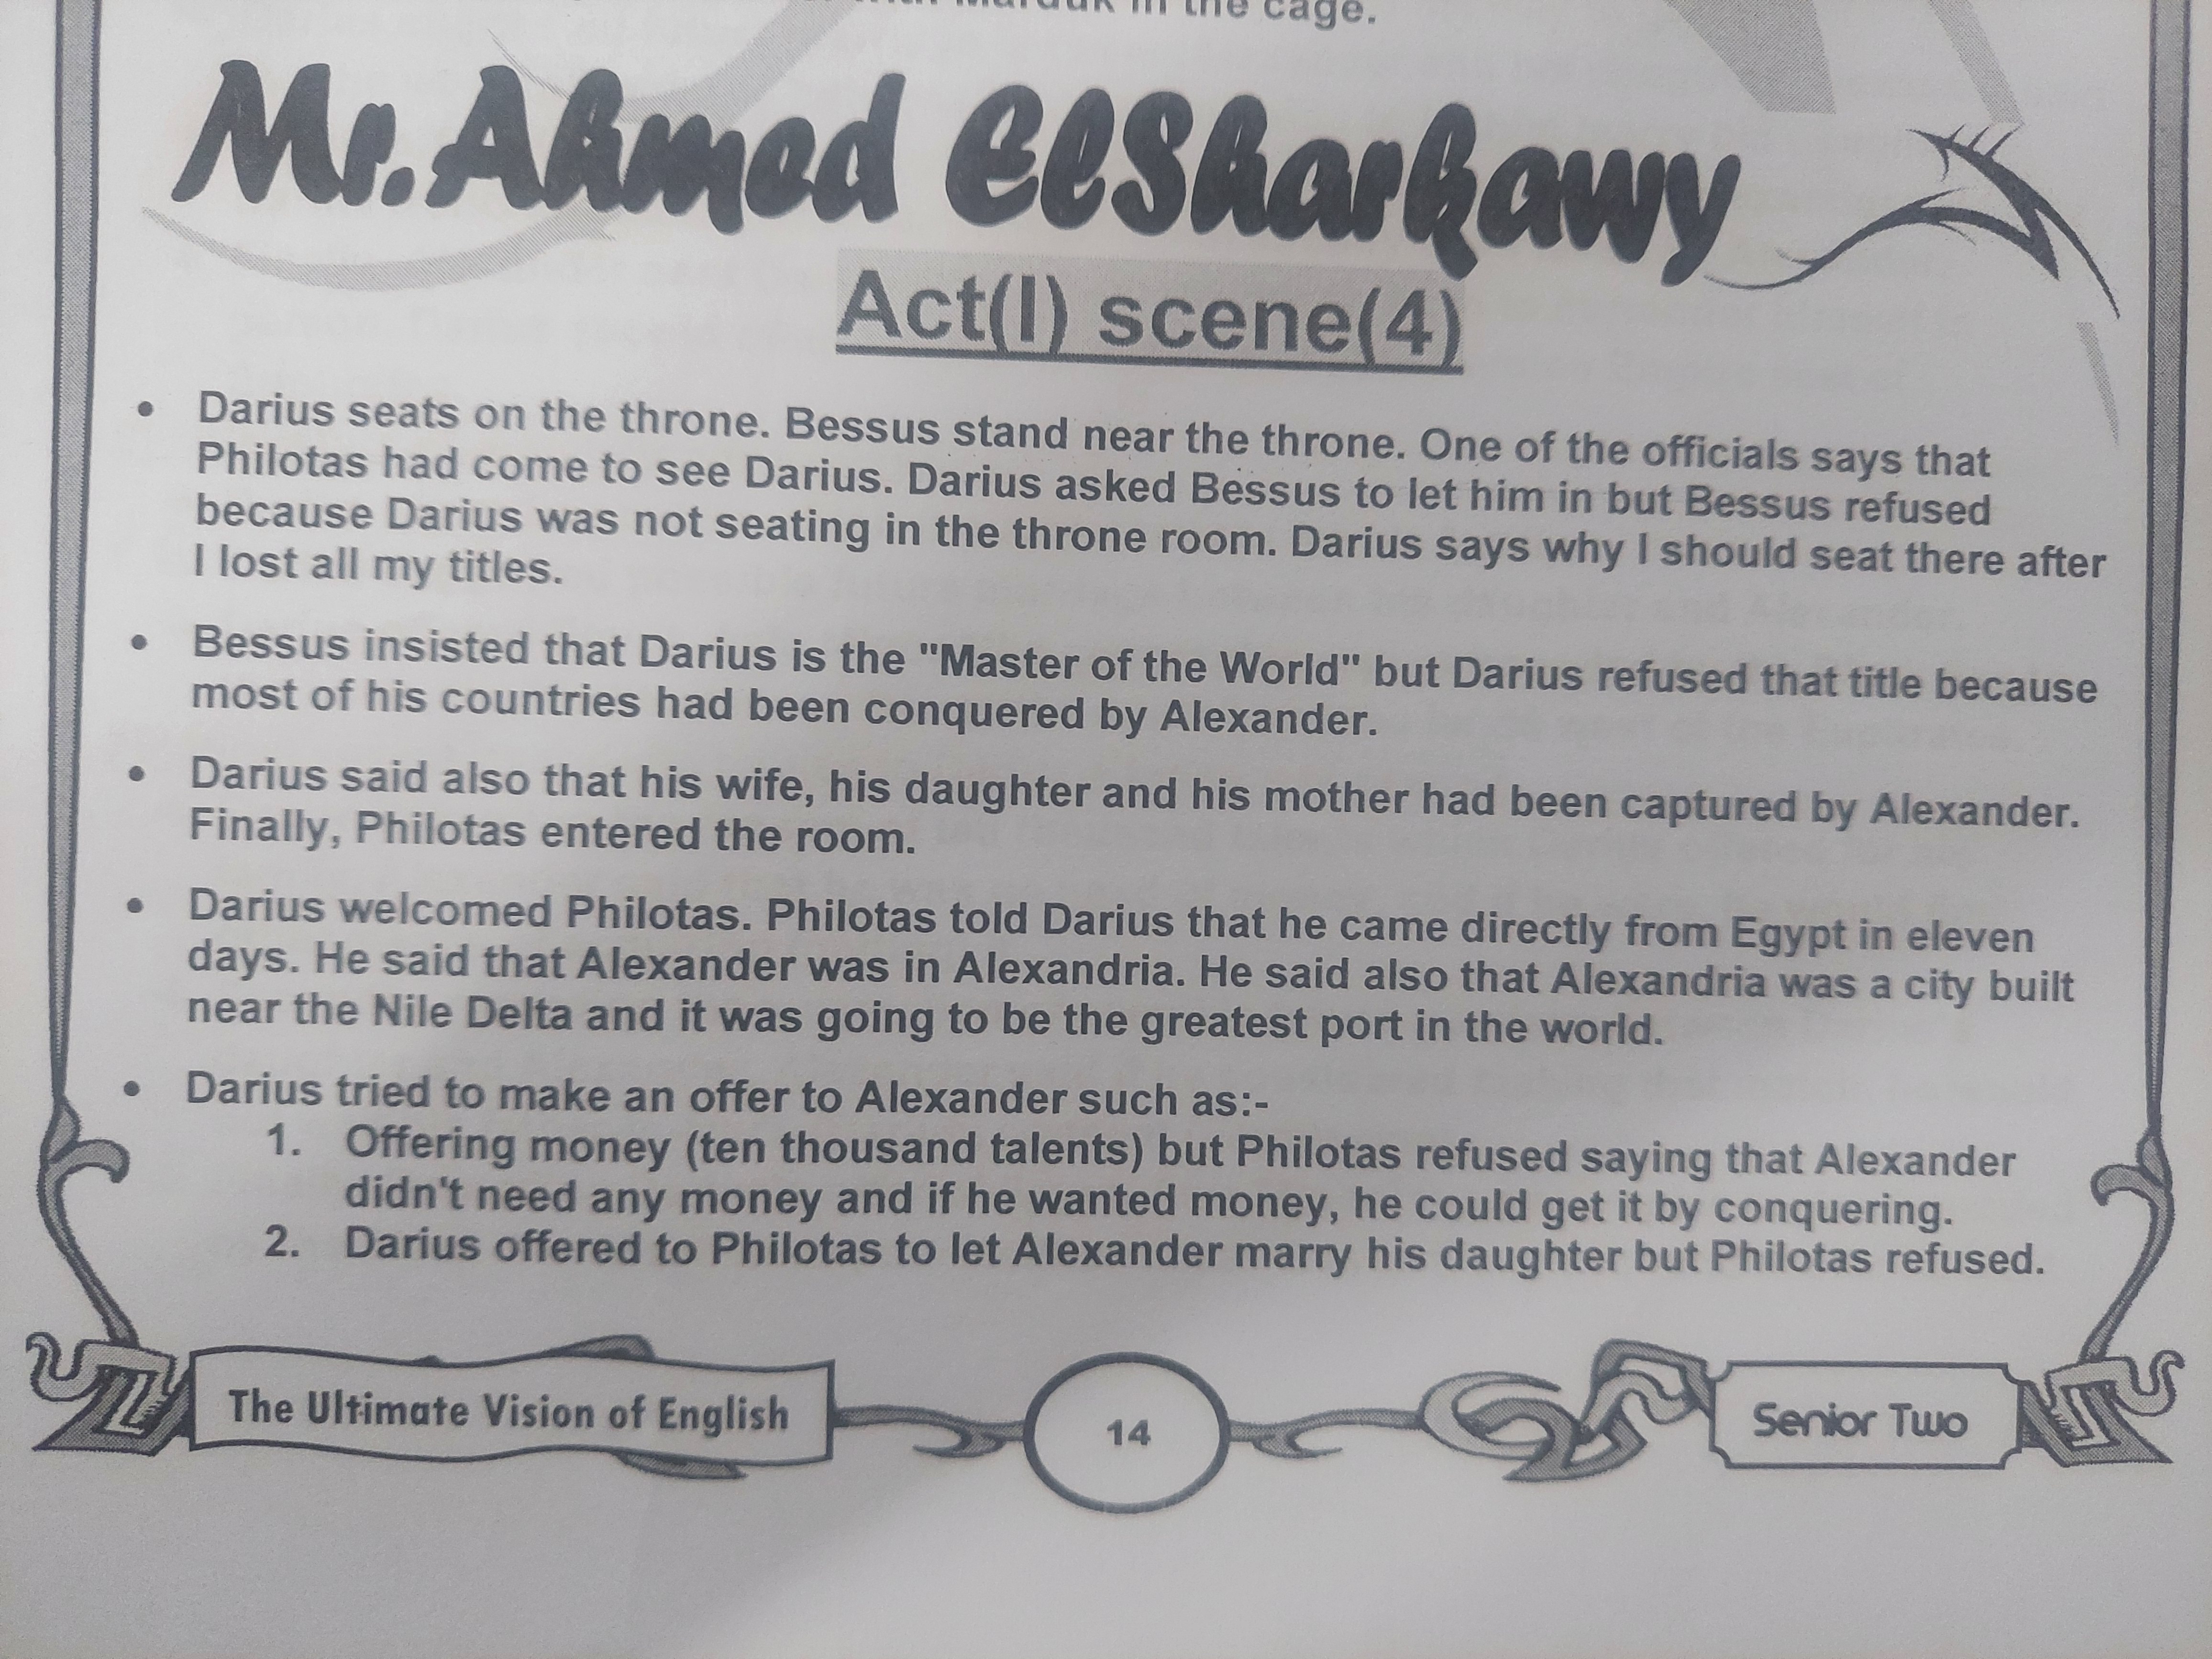 in the cage.
Mr. Ahmed ElSharkawy
Act(I) scene(4)
• Darius seats on the throne. Bessus stand near the throne. One of the officials says that
Philotas had come to see Darius. Darius asked Bessus to let him in but Bessus refused
because Darius was not seating in the throne room. Darius says why I should seat there after
I lost all my titles.
• Bessus insisted that Darius is the "Master of the World" but Darius refused that title because
most of his countries had been conquered by Alexander.
• Darius said also that his wife, his daughter and his mother had been captured by Alexander.
Finally, Philotas entered the room.
• Darius welcomed Philotas. Philotas told Darius that he came directly from Egypt in eleven
days. He said that Alexander was in Alexandria. He said also that Alexandria was a city built
near the Nile Delta and it was going to be the greatest port in the world.
• Darius tried to make an offer to Alexander such as:-
1. Offering money (ten thousand talents) but Philotas refused saying that Alexander
didn't need any money and if he wanted money, he could get it by conquering.
2. Darius offered to Philotas to let Alexander marry his daughter but Philotas refused.
The Ultimate Vision of English
14
Senior Two